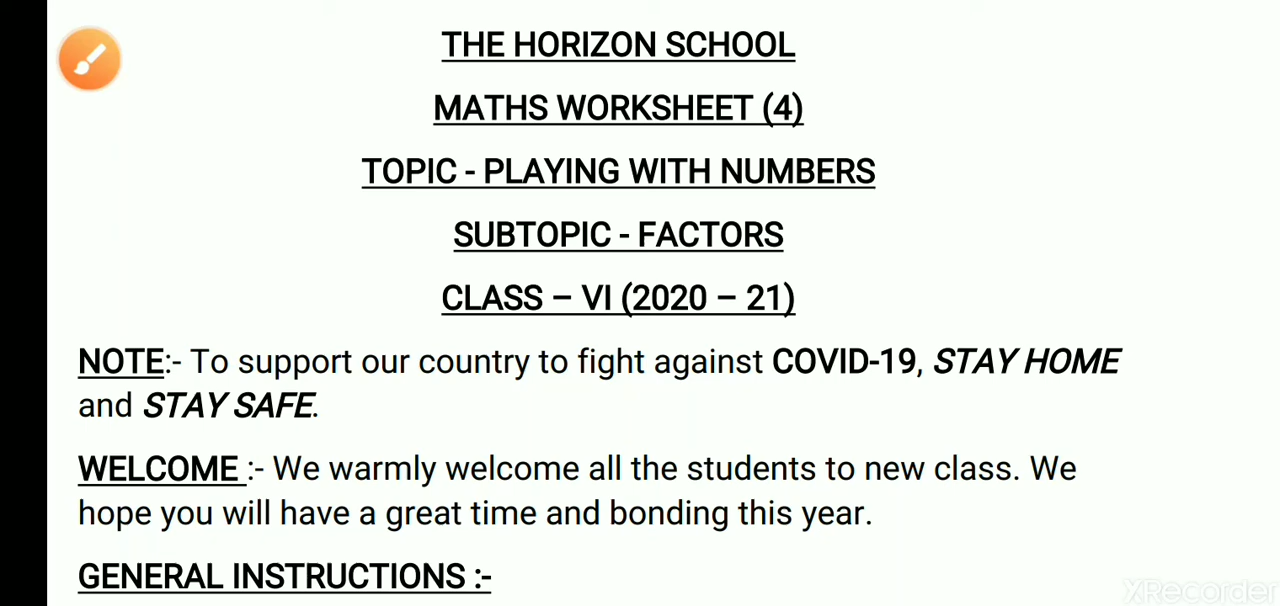 THE HORIZON SCHOOL
MATHS WORKSHEET (4)
TOPIC - PLAYING WITH NUMBERS
SUBTOPIC - FACTORS
CLASS – VI (2020 – 21)
NOTE:- To support our country to fight against COVID-19, STAY HOME
and STAY SAFE.
WELCOME :- We warmly welcome all the students to new class. We
hope you will have a great time and bonding this year.
GENERAL INSTRUCTIONS :-
XRecorder